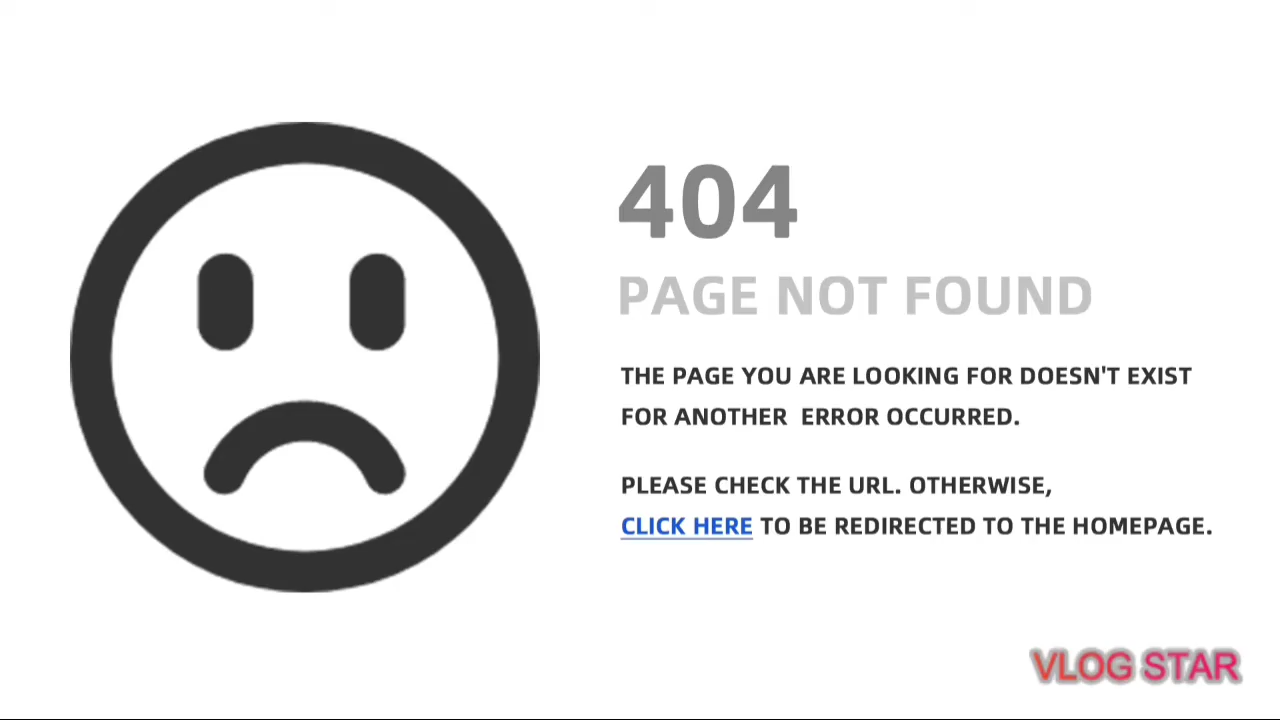 404
PAGE NOT FOUND
THE PAGE YOU ARE LOOKING FOR DOESN'T EXIST
FOR ANOTHER  ERROR OCCURRED.
PLEASE CHECK THE URL. OTHERWISE,
CLICK HERE TO BE REDIRECTED TO THE HOMEPAGE.
VLOG STAR